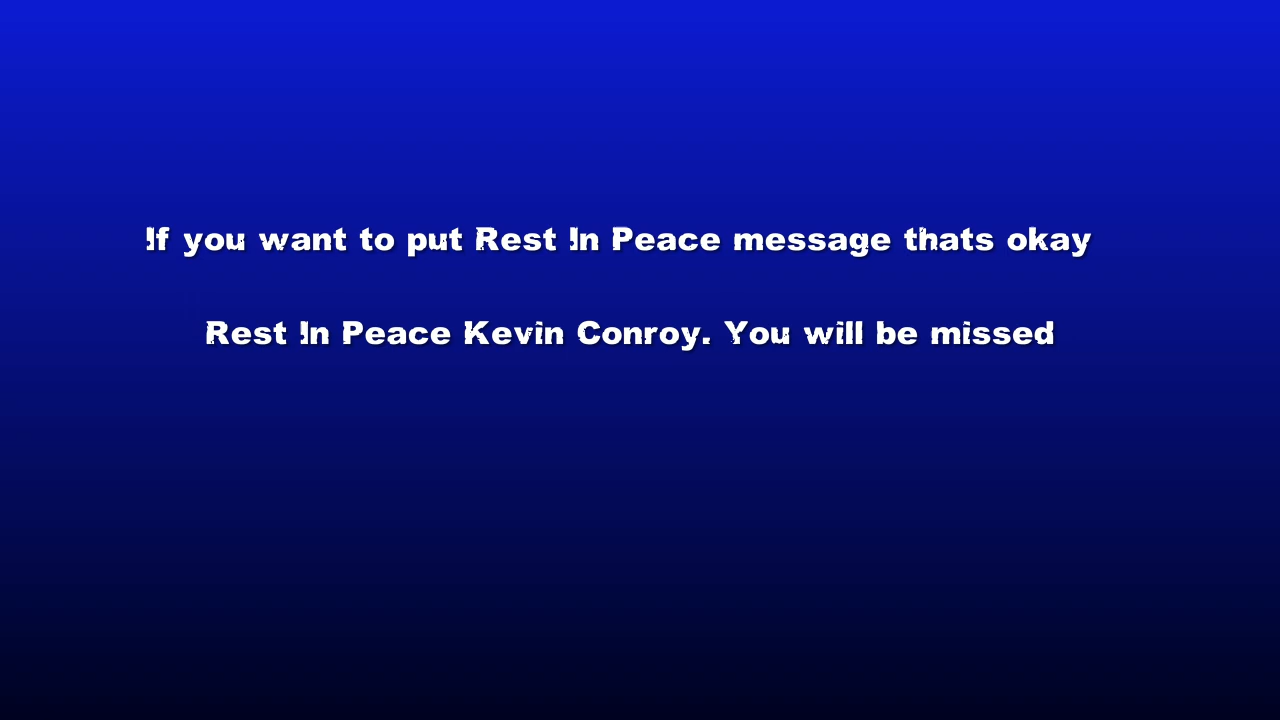 If you want to put Rest In Peace message thats okay
Rest In Peace Kevin Conroy. You will be missed